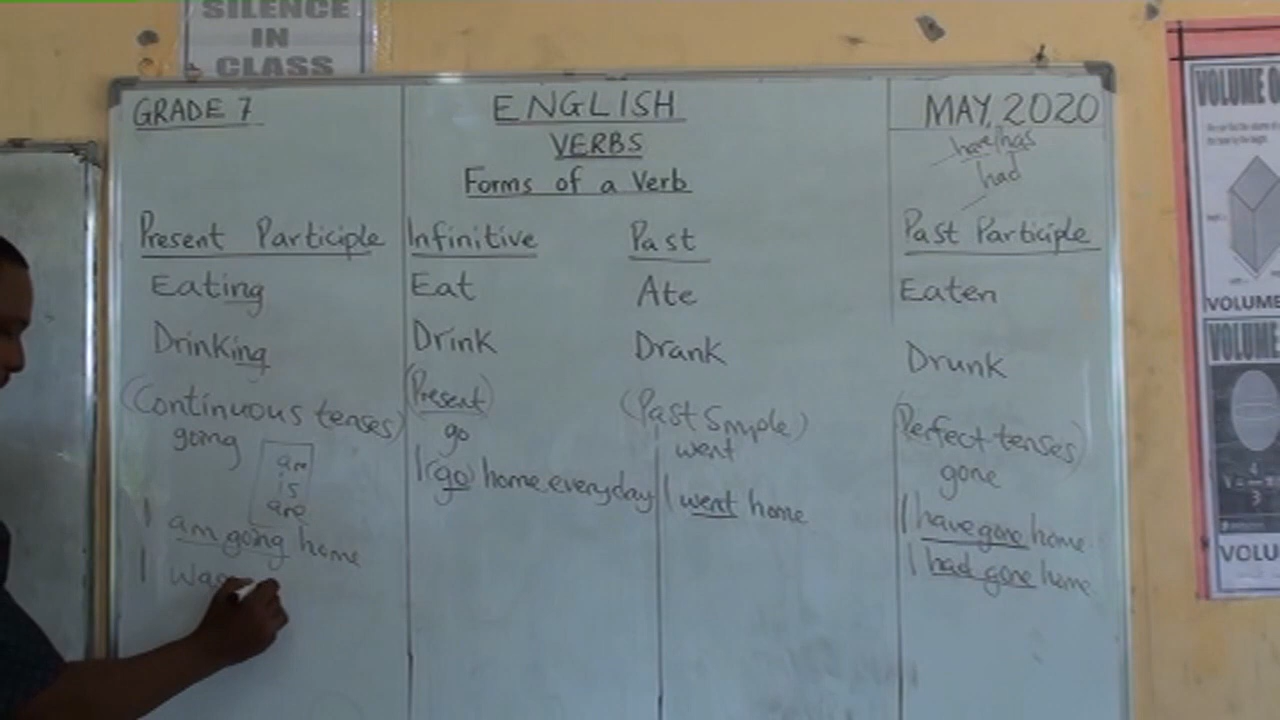 SILENCE
IN
CLASS
GRADE 7
ENGLISH
MAY, 2020
VERBS
Forms of a Verb
have/has
had
Present Participle
Infinitive
Past
Past Participle
Eating
Eat
Ate
Eaten
Drinking
Drink
Drank
Drunk
(Continuous tenses)
(Present)
(Past Smple)
(Perfect tenses)
going
go
went
gone
am
is
are
I go home everyday
I went home
I have gone home.
I am going home
I had gone home.
I was
VOLUME
VOLUME
VOLUME
VOLU